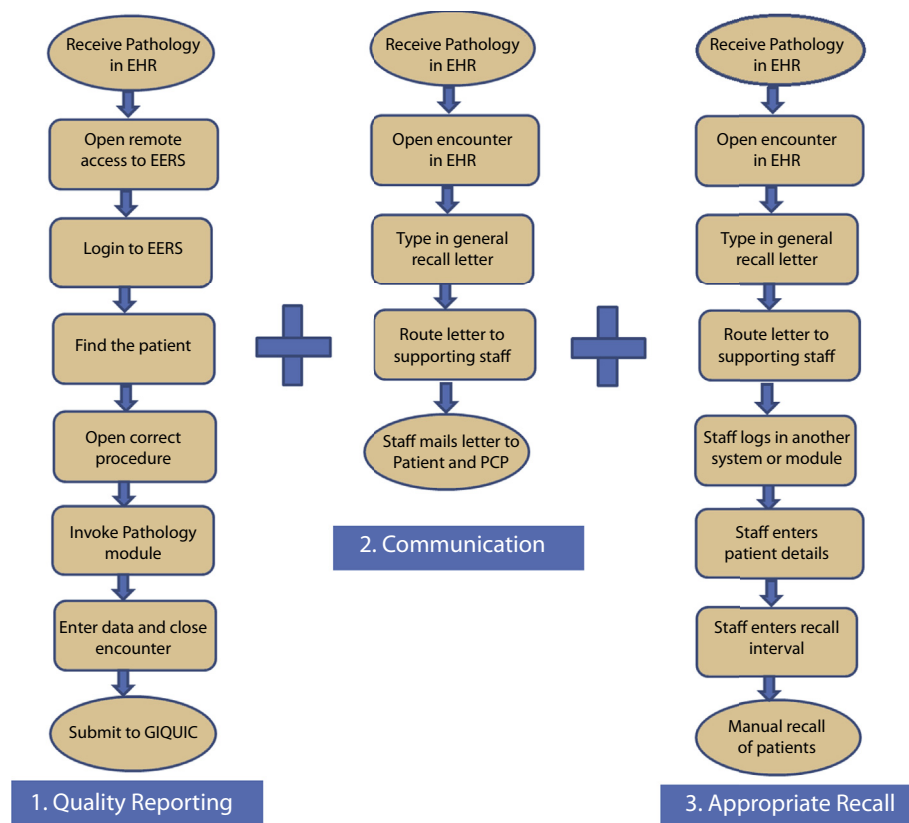 Receive Pathology
in EHR
Open remote
access to EERS
Login to EERS
Find the patient
Open correct
procedure
Invoke Pathology
module
Enter data and close
encounter
Submit to GIQUIC
1. Quality Reporting
Receive Pathology
in EHR
Open encounter
in EHR
Type in general
recall letter
Route letter to
supporting staff
Staff mails letter to
Patient and PCP
2. Communication
Receive Pathology
in EHR
Open encounter
in EHR
Type in general
recall letter
Route letter to
supporting staff
Staff logs in another
system or module
Staff enters
patient details
Staff enters recall
interval
Manual recall
of patients
3. Appropriate Recall